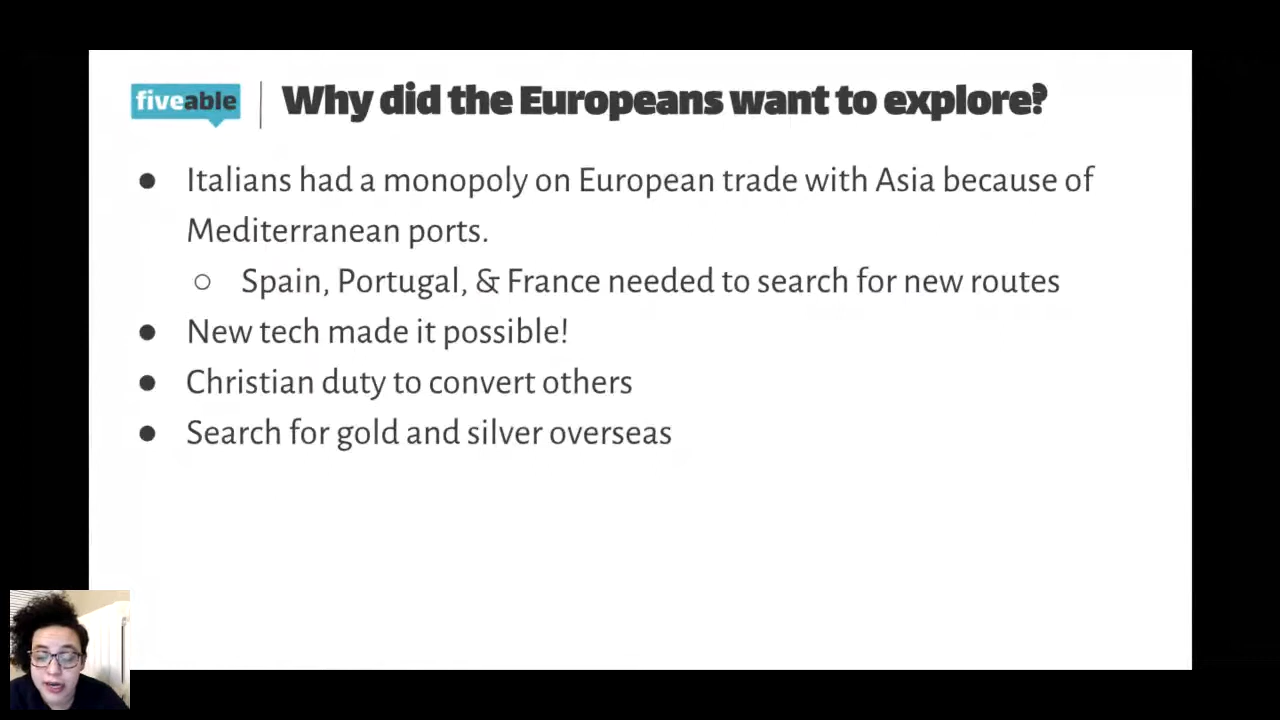 fiveable | Why did the Europeans want to explore?
● Italians had a monopoly on European trade with Asia because of
Mediterranean ports.
○ Spain, Portugal, & France needed to search for new routes
● New tech made it possible!
● Christian duty to convert others
● Search for gold and silver overseas